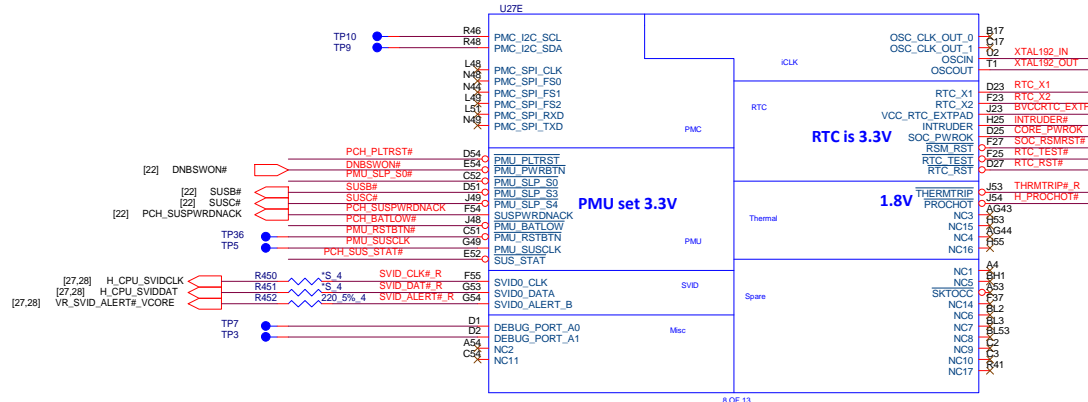 U27E
TP10 R46 PMC_I2C_SCL
TP9 R48 PMC_I2C_SDA
L48 PMC_SPI_CLK
N48 PMC_SPI_FS0
N44 PMC_SPI_FS1
L49 PMC_SPI_FS2
L51 PMC_SPI_RXD
N49 PMC_SPI_TXD
PMC
PCH_PLTRST# D54 PMU_PLTRST
[22] DNBSWON# DNBSWON# E54 PMU_PWRBTN
PMU_SLP_S0# C52 PMU_SLP_S0
[22] SUSB# SUSB# D51 PMU_SLP_S3
[22] SUSC# SUSC# J49 PMU_SLP_S4
[22] PCH_SUSPWRDNACK PCH_SUSPWRDNACK F54 SUSPWRDNACK
PCH_BATLOW# J48 PMU_BATLOW
TP36 PMU_RSTBTN# C51 PMU_RSTBTN
TP5 PMU_SUSCLK G49 PMU_SUSCLK
PCH_SUS_STAT# E52 SUS_STAT
PMU set 3.3V
PMU
[27,28] H_CPU_SVIDCLK R450 *S_4 SVID_CLK#_R F55 SVID0_CLK
[27,28] H_CPU_SVIDDAT R451 *S_4 SVID_DAT#_R G53 SVID0_DATA
[27,28] VR_SVID_ALERT#_VCORE R452 220_5%_4 SVID_ALERT#_R G54 SVID0_ALERT_B
SVID
TP7 D1 DEBUG_PORT_A0
TP3 D2 DEBUG_PORT_A1
A54 NC2
C54 NC11
Misc
OSC_CLK_OUT_0 B17
OSC_CLK_OUT_1 C17
OSCIN U2 XTAL192_IN
OSCOUT T1 XTAL192_OUT
iCLK
RTC_X1 D23 RTC_X1
RTC_X2 F23 RTC_X2
VCC_RTC_EXTPAD J23 BVCCRTC_EXTP
INTRUDER H25 INTRUDER#
SOC_PWROK D25 CORE_PWROK
RSM_RST F27 SOC_RSMRST#
RTC_TEST F25 RTC_TEST#
RTC_RST D27 RTC_RST#
RTC
RTC is 3.3V
THERMTRIP J53 THRMTRIP#_R
PROCHOT J54 H_PROCHOT#
NC3 AG43
NC15 H53
NC4 AG44
NC16 H55
1.8V
Thermal
NC1 A4
NC5 BH1
SKTOCC A53
NC14 F37
NC6 BL2
NC7 BL3
NC8 BL53
NC9 C2
NC10 C3
NC17 R41
Spare
8 OF 13